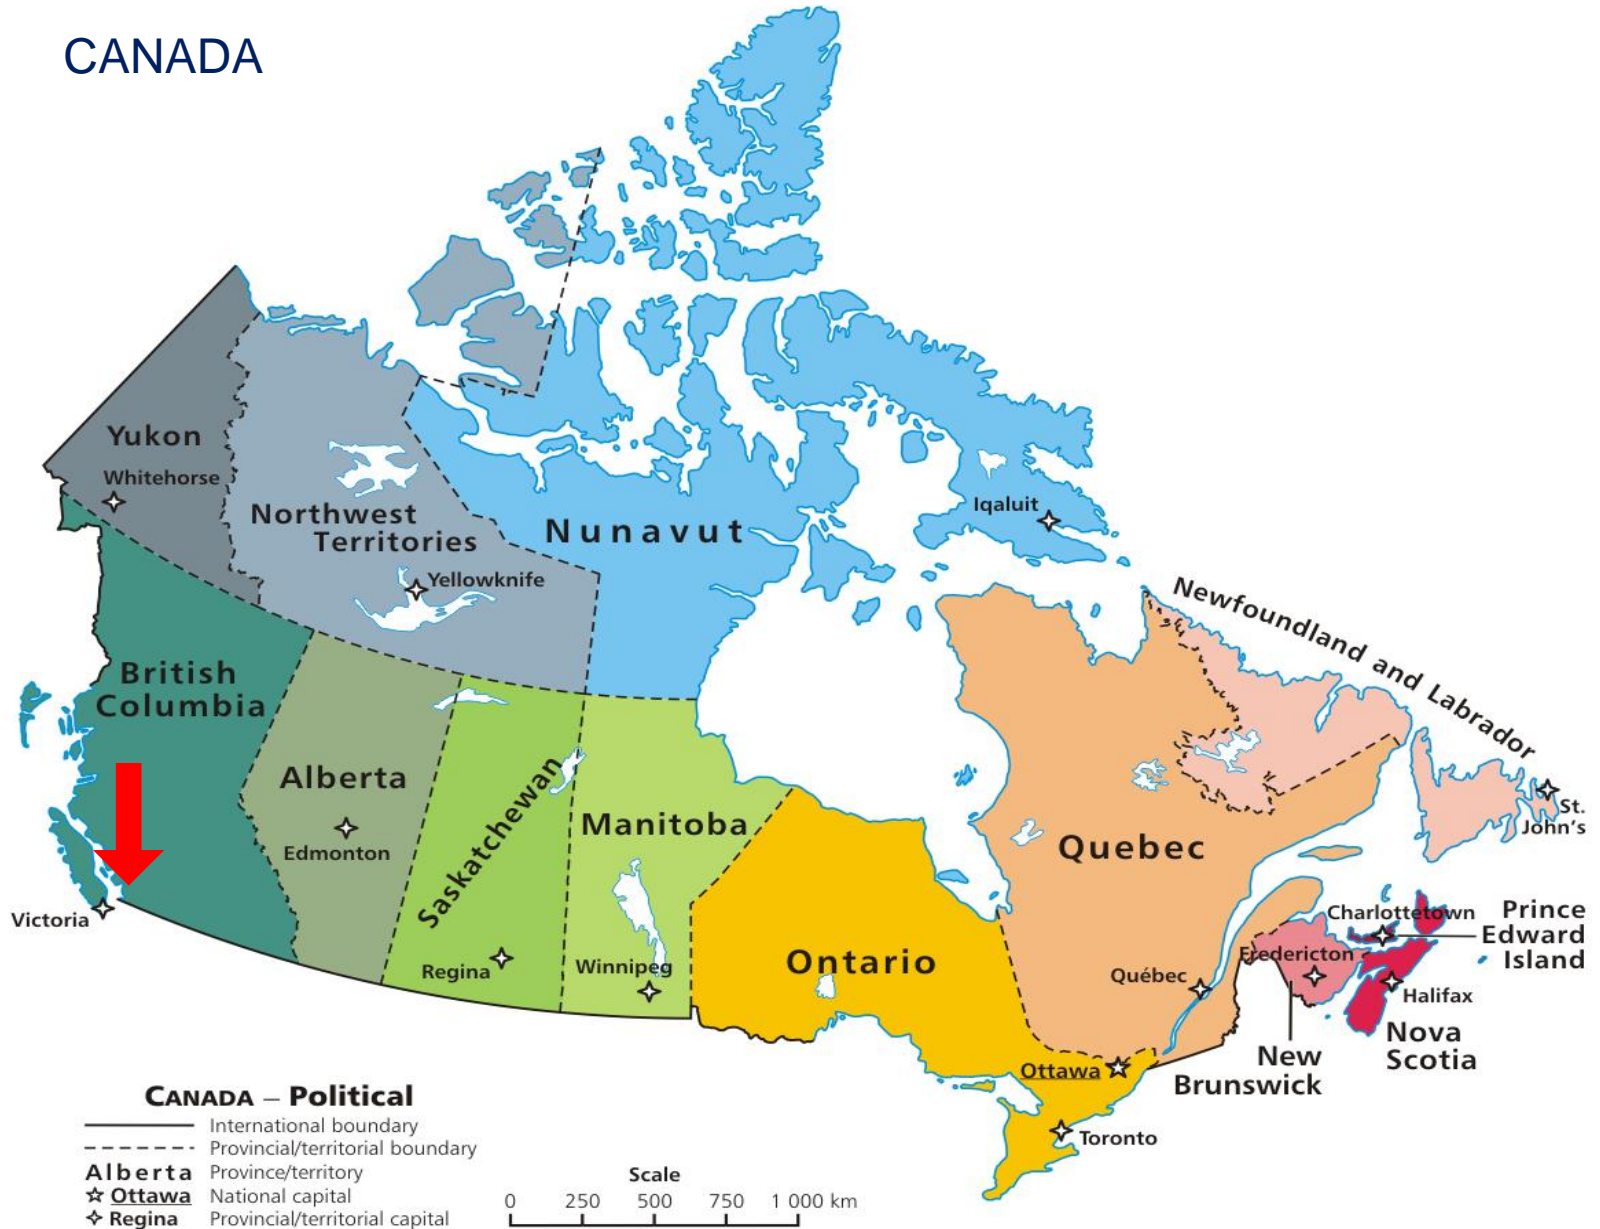 CANADA
Yukon
Whitehorse
Northwest
Territories
Yellowknife
Nunavut
Iqaluit
British
Columbia
Victoria
Alberta
Edmonton
Saskatchewan
Regina
Manitoba
Winnipeg
Ontario
Ottawa
Toronto
Quebec
Québec
Newfoundland and Labrador
St.
John's
Charlottetown
Prince
Edward
Island
Fredericton
New
Brunswick
Halifax
Nova
Scotia
CANADA – Political
International boundary
Provincial/territorial boundary
Alberta Province/territory
Ottawa National capital
Regina Provincial/territorial capital
Scale
0 250 500 750 1 000 km